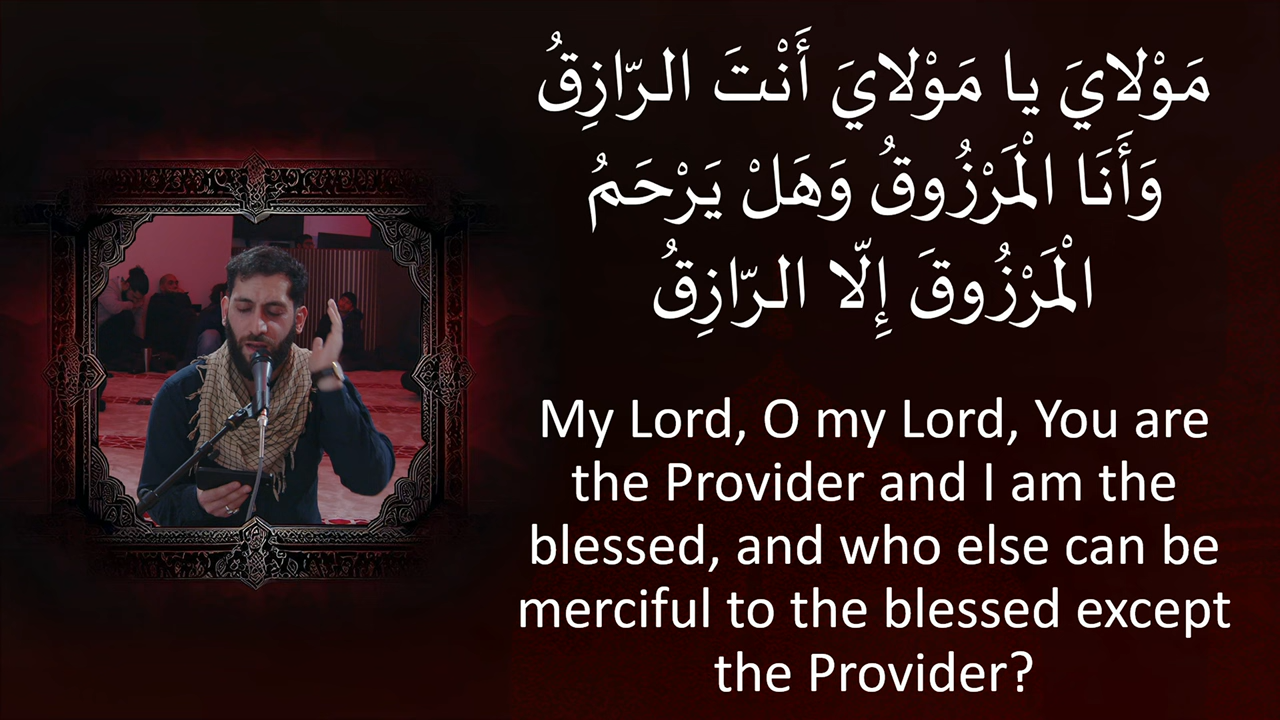 مَوْلايَ يا مَوْلايَ أَنْتَ الرّازِقُ
وَأَنَا الْمَرْزُوقُ وَهَلْ يَرْحَمُ
الْمَرْزُوقَ إِلّا الرّازِقُ
My Lord, O my Lord, You are
the Provider and I am the
blessed, and who else can be
merciful to the blessed except
the Provider?